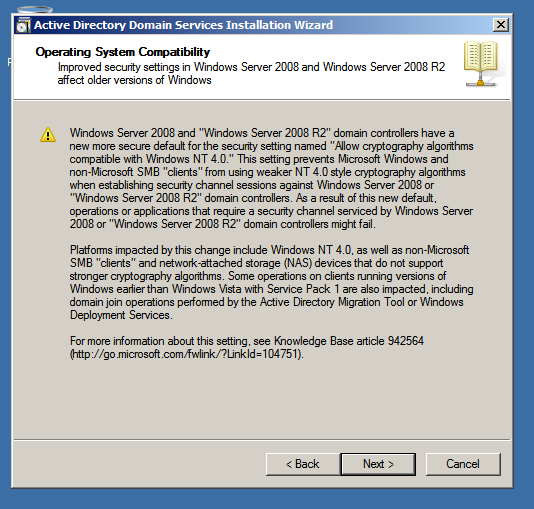 Active Directory Domain Services Installation Wizard
Operating System Compatibility
Improved security settings in Windows Server 2008 and Windows Server 2008 R2
affect older versions of Windows
Windows Server 2008 and "Windows Server 2008 R2" domain controllers have a
new more secure default for the security setting named "Allow cryptography algorithms
compatible with Windows NT 4.0." This setting prevents Microsoft Windows and
non-Microsoft SMB "clients" from using weaker NT 4.0 style cryptography algorithms
when establishing security channel sessions against Windows Server 2008 or
"Windows Server 2008 R2" domain controllers. As a result of this new default,
operations or applications that require a security channel serviced by Windows Server
2008 or "Windows Server 2008 R2" domain controllers might fail.
Platforms impacted by this change include Windows NT 4.0, as well as non-Microsoft
SMB "clients" and network-attached storage (NAS) devices that do not support
stronger cryptography algorithms. Some operations on clients running versions of
Windows earlier than Windows Vista with Service Pack 1 are also impacted, including
domain join operations performed by the Active Directory Migration Tool or Windows
Deployment Services.
For more information about this setting, see Knowledge Base article 942564
(http://go.microsoft.com/fwlink/?LinkId=104751).
< Back
Next >
Cancel